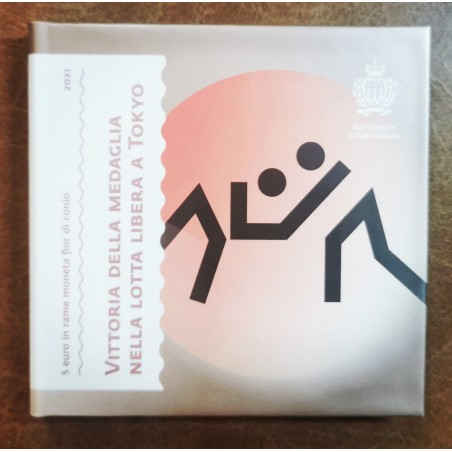 2021
VITTORIA DELLA MEDAGLIA
NELLA LOTTA LIBERA A TOKYO
5 euro in rame moneta fior di conio
REPUBBLICA
DI SAN MARINO